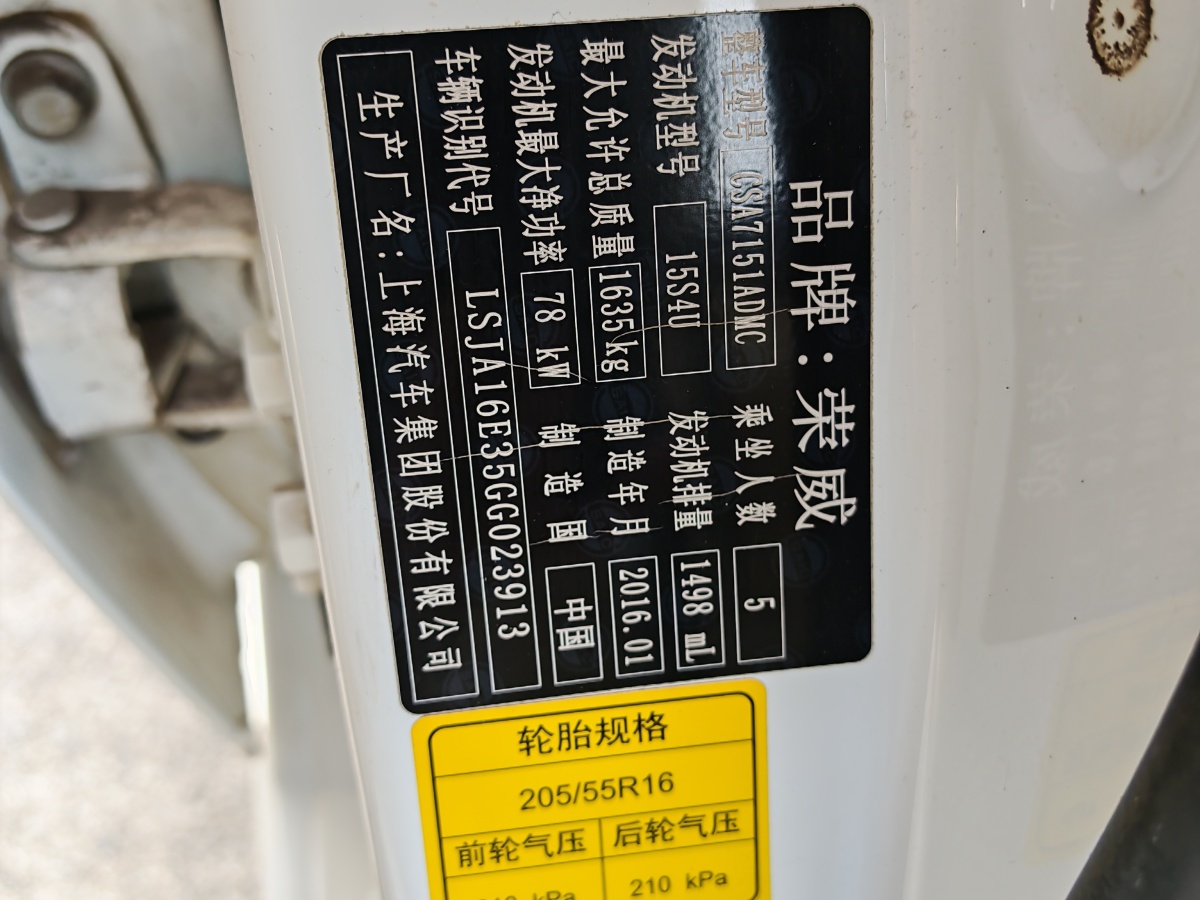 品牌：荣威
整车型号 CSA7151ADMC 乘坐人数 5
发动机型号 15S4U 发动机排量 1498 mL
最大允许总质量 1635kg 制造年月 2016.01
发动机最大净功率 78 kW 制造国 中国
车辆识别代号 LSJA16E35GG023913
生产厂名：上海汽车集团股份有限公司
轮胎规格
205/55R16
前轮气压 后轮气压
kPa 210 kPa